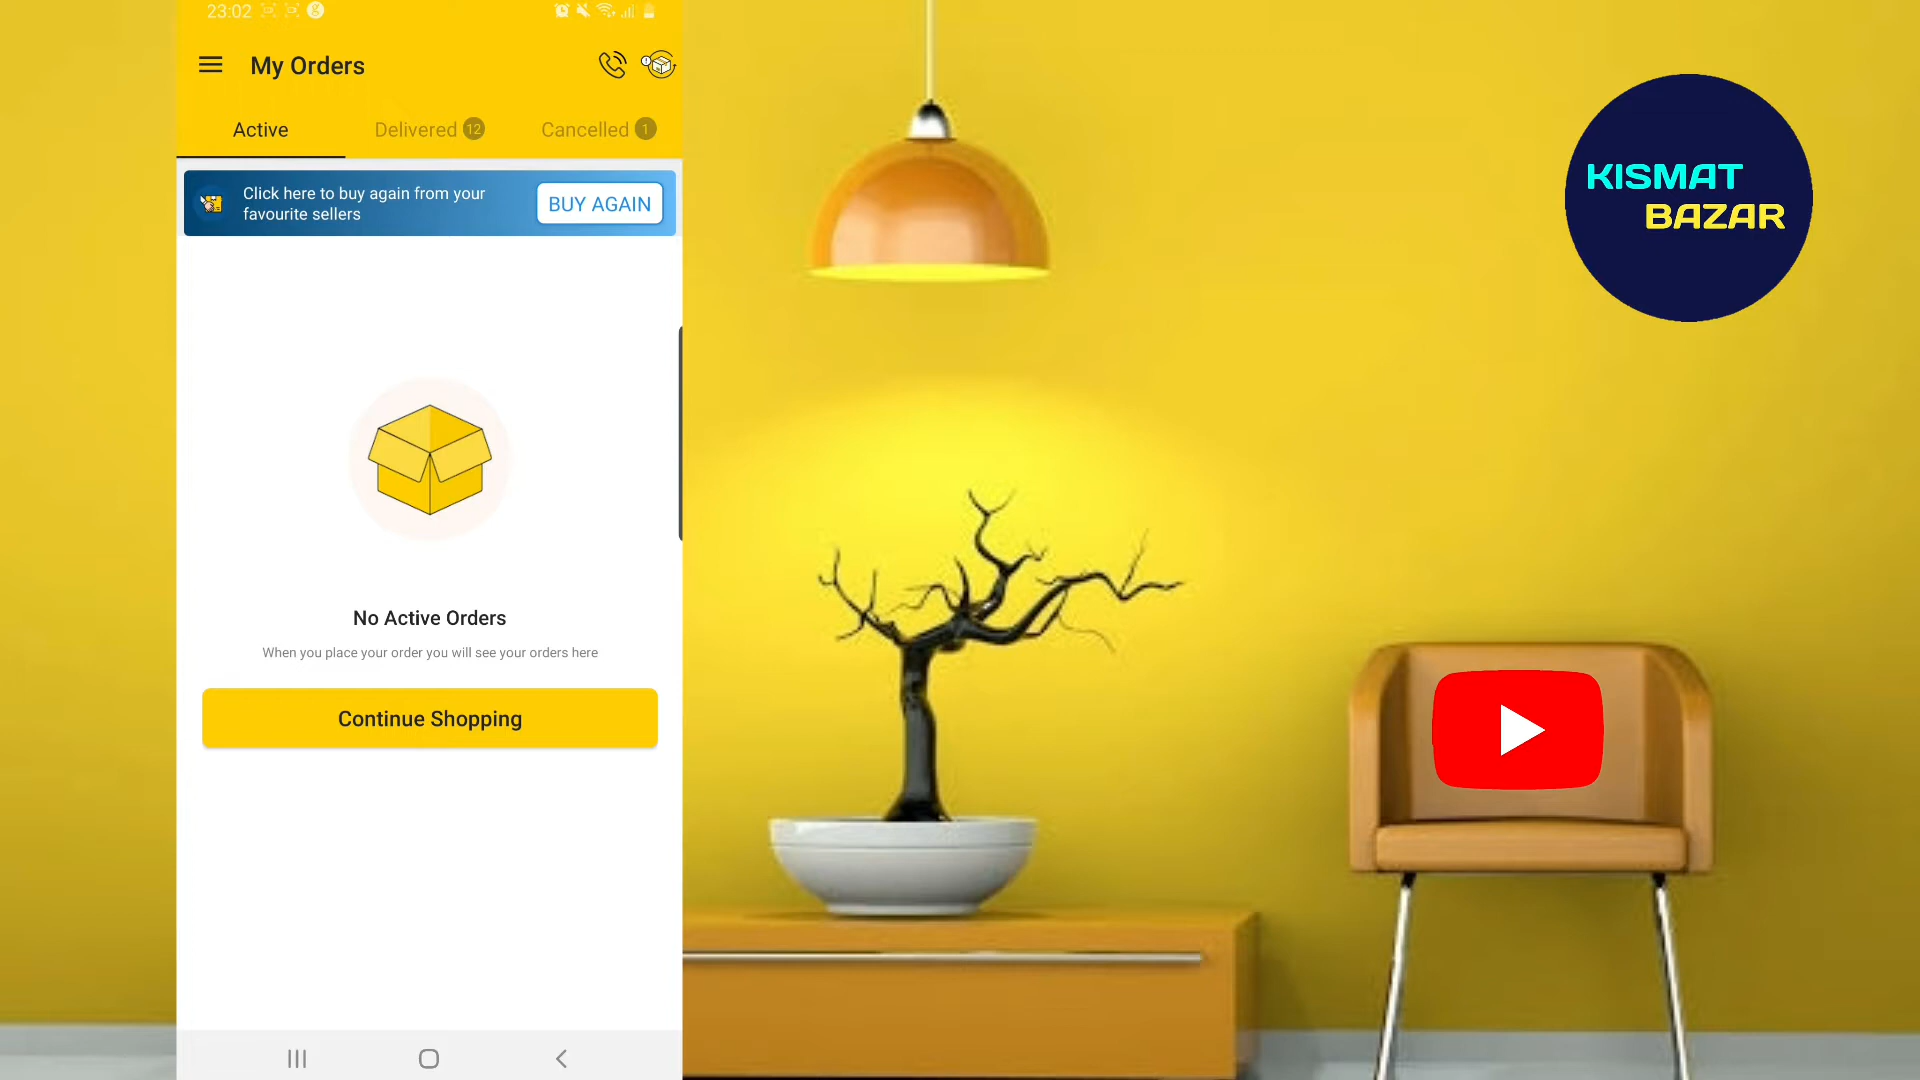 23:02
My Orders
Active
Delivered 12
Cancelled 1
Click here to buy again from your
favourite sellers
BUY AGAIN
No Active Orders
When you place your order you will see your orders here
Continue Shopping
KISMAT
BAZAR